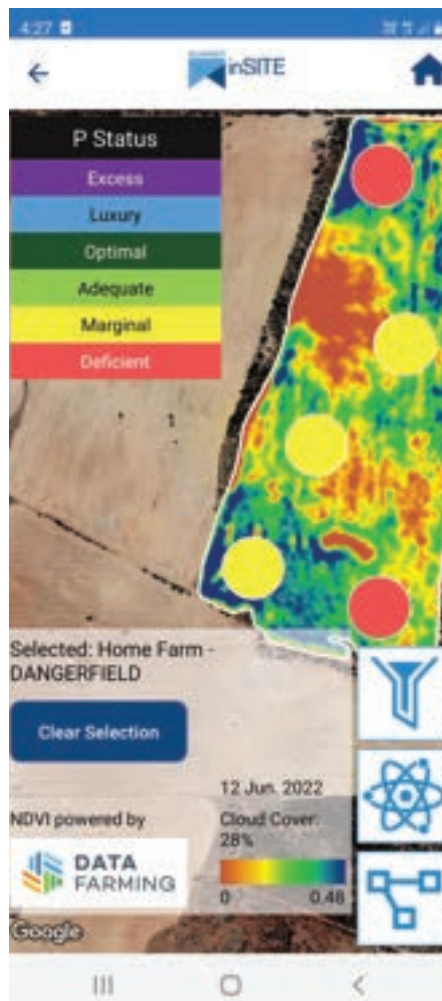 4:27
inSITE
P Status
Excess
Luxury
Optimal
Adequate
Marginal
Deficient
Selected: Home Farm -
DANGERFIELD
Clear Selection
12 Jun. 2022
NDVI powered by
Cloud Cover:
28%
DATA
FARMING
0 0.48
Google